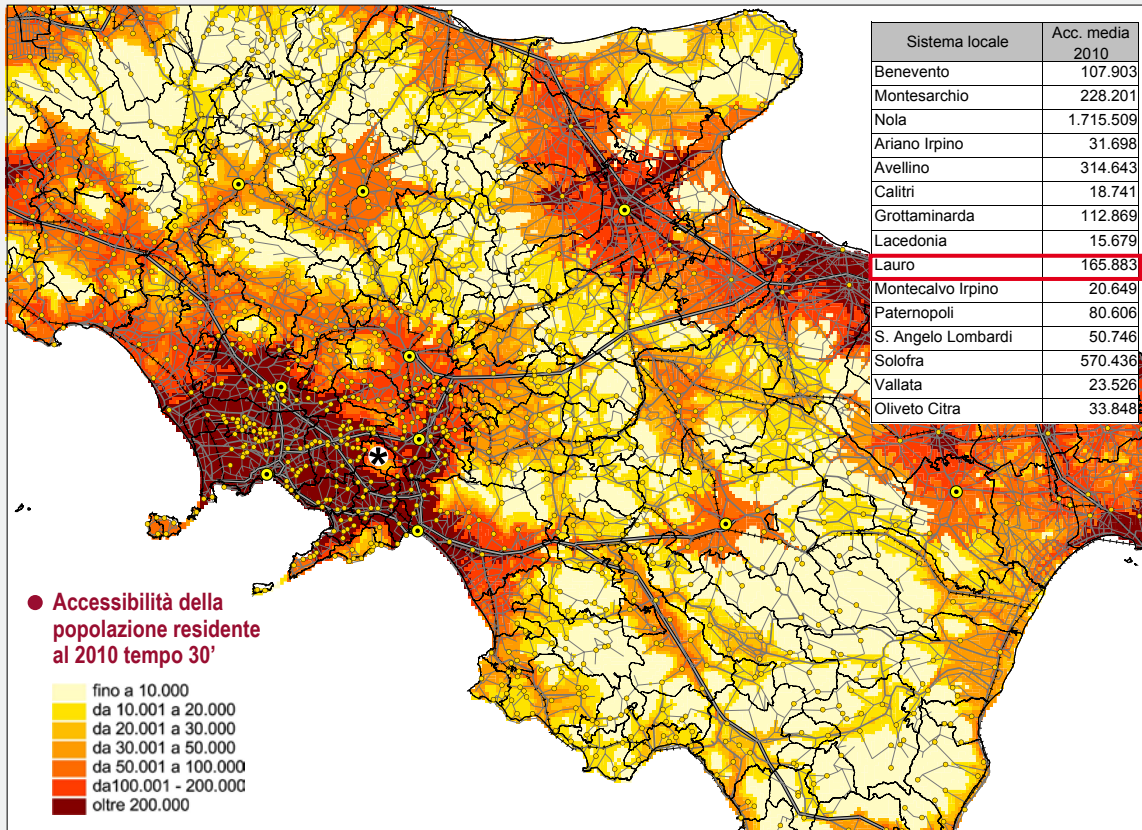 Sistema locale Acc. media 2010
Benevento 107.903
Montesarchio 228.201
Nola 1.715.509
Ariano Irpino 31.698
Avellino 314.643
Calitri 18.741
Grottaminarda 112.869
Lacedonia 15.679
Lauro 165.883
Montecalvo Irpino 20.649
Paternopoli 80.606
S. Angelo Lombardi 50.746
Solofra 570.436
Vallata 23.526
Oliveto Citra 33.848
*
● Accessibilità della
popolazione residente
al 2010 tempo 30’
fino a 10.000
da 10.001 a 20.000
da 20.001 a 30.000
da 30.001 a 50.000
da 50.001 a 100.000
da100.001 - 200.000
oltre 200.000